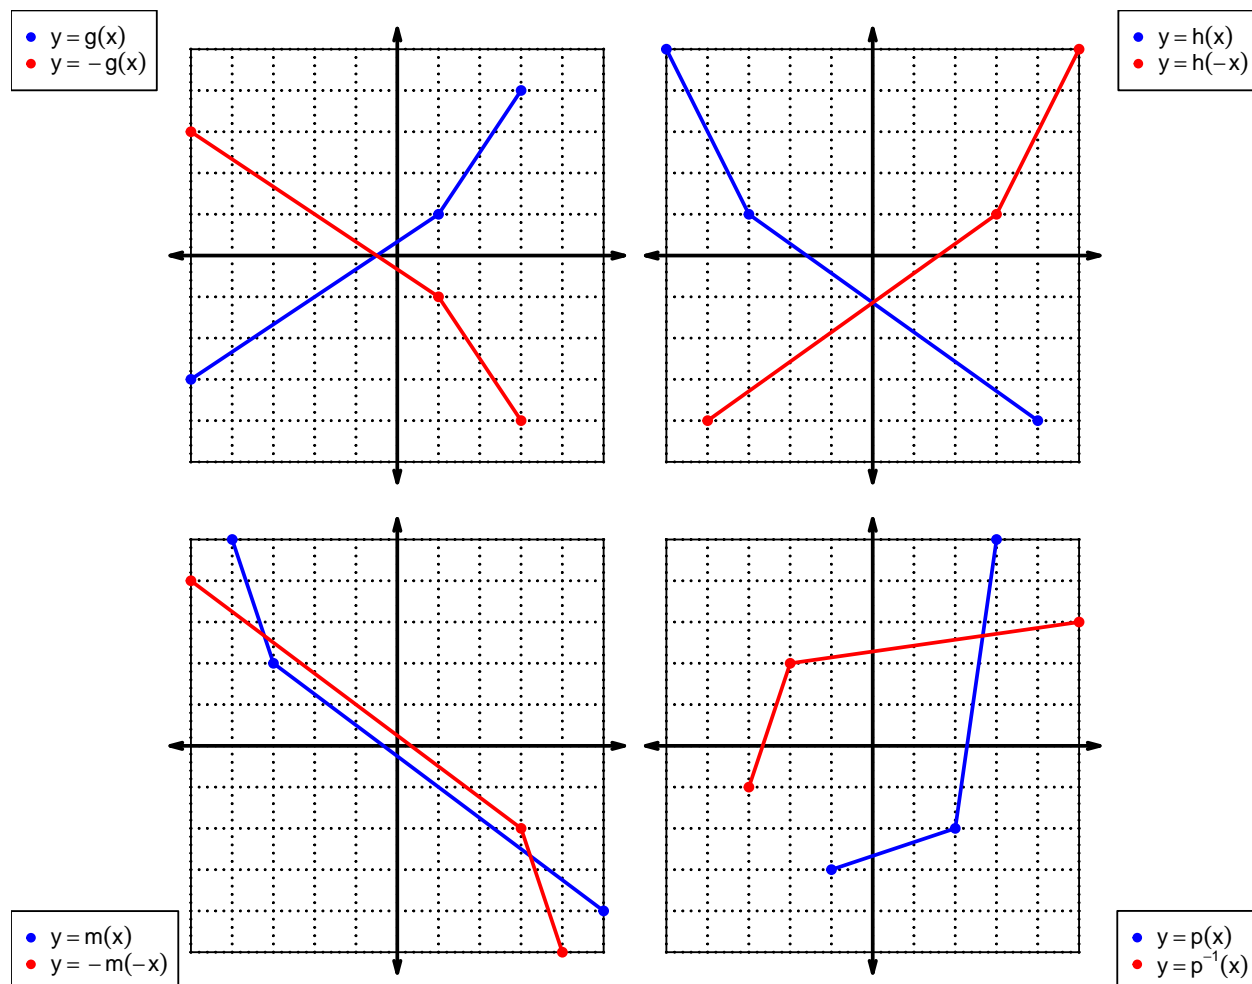 y = g(x)
y = −g(x)
y = h(x)
y = h(−x)
y = m(x)
y = −m(−x)
y = p(x)
y = p⁻¹(x)